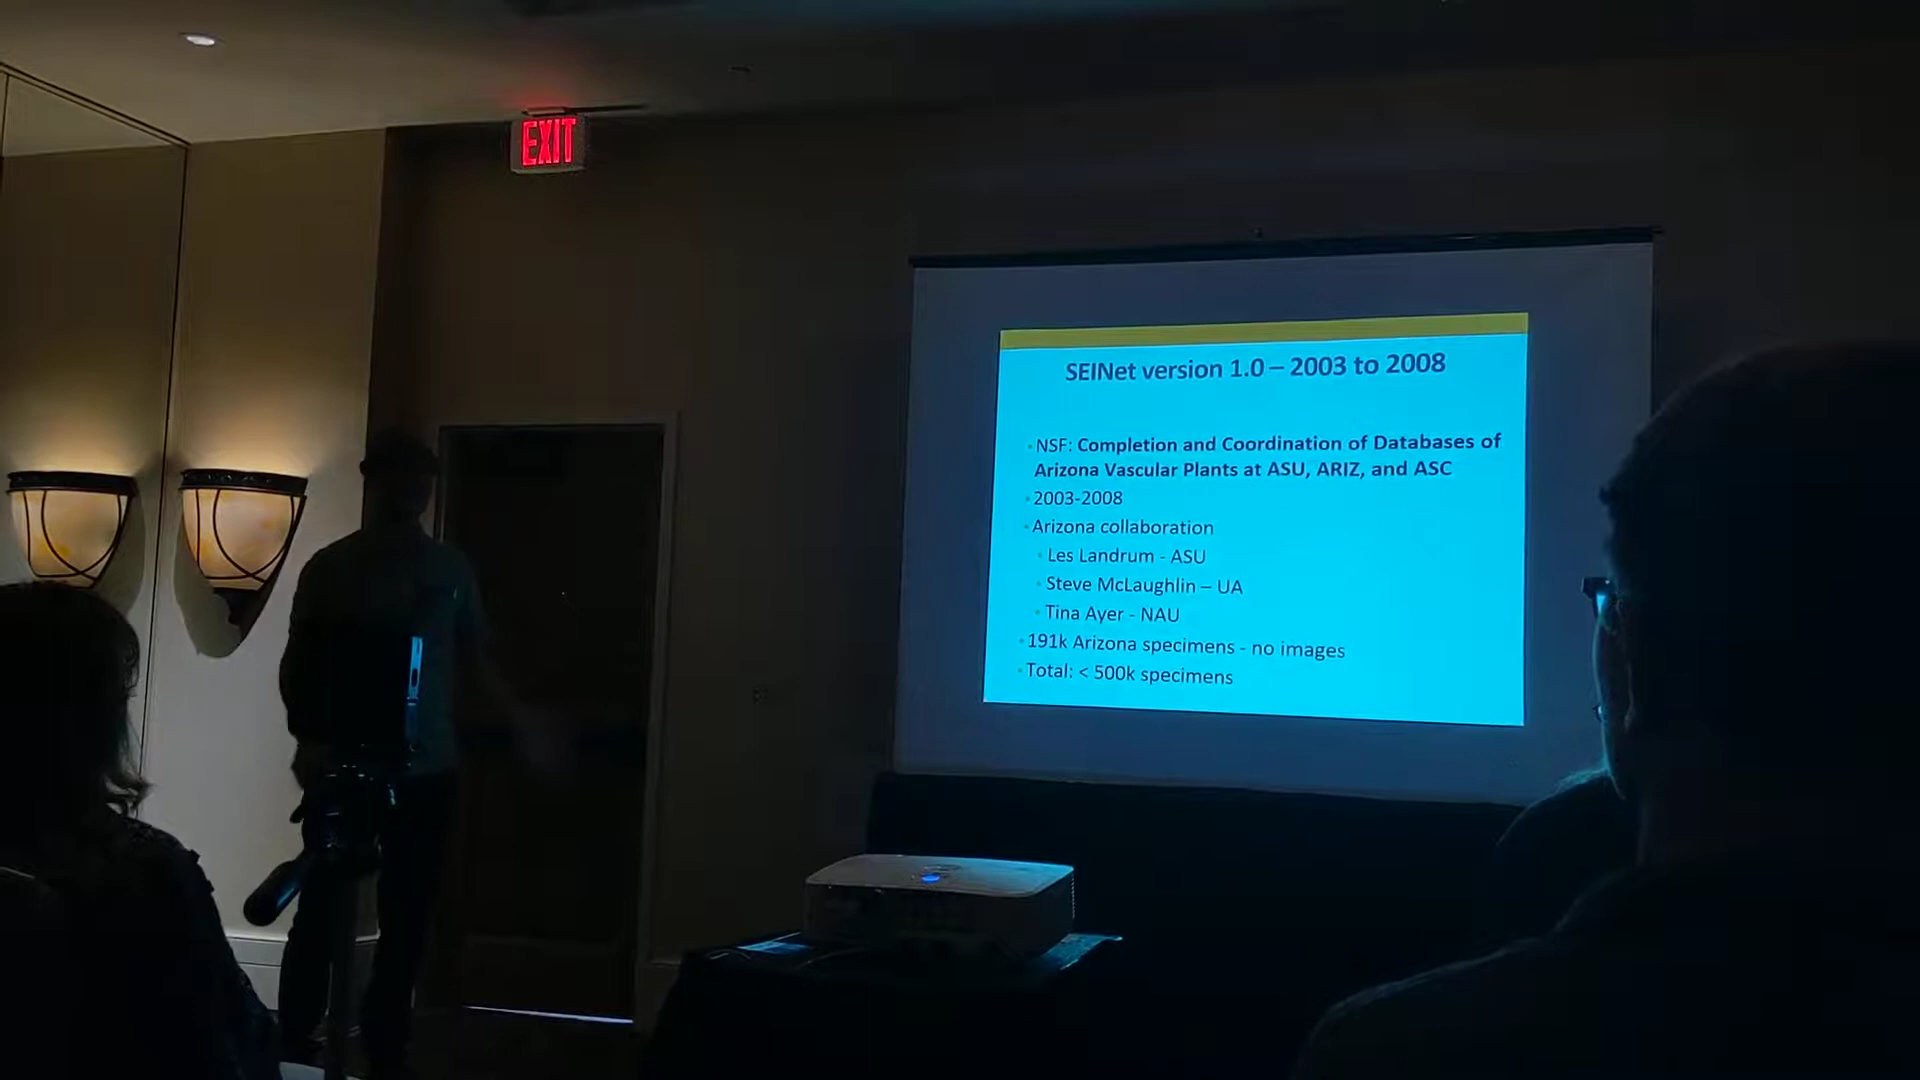 EXIT
SEINet version 1.0 – 2003 to 2008
NSF: Completion and Coordination of Databases of
Arizona Vascular Plants at ASU, ARIZ, and ASC
2003-2008
Arizona collaboration
Les Landrum - ASU
Steve McLaughlin – UA
Tina Ayer - NAU
191k Arizona specimens - no images
Total: < 500k specimens